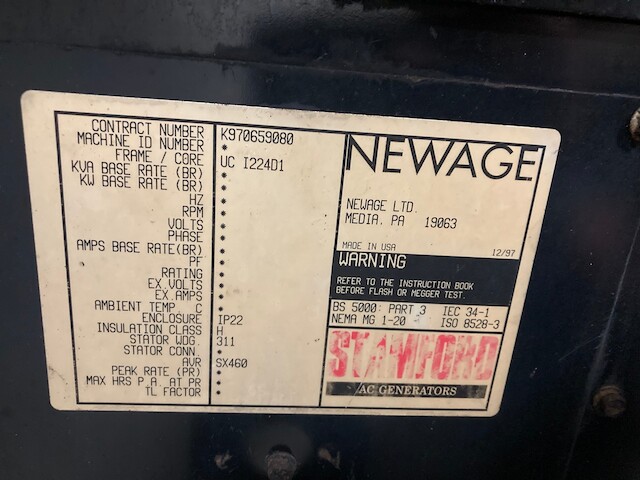 CONTRACT NUMBER K970659080
MACHINE ID NUMBER *
FRAME / CORE UC I224D1
KVA BASE RATE (BR) *
KW BASE RATE (BR) *
HZ *
RPM *
VOLTS *
PHASE *
AMPS BASE RATE(BR) *
PF *
RATING *
EX.VOLTS *
EX.AMPS *
AMBIENT TEMP. C *
ENCLOSURE IP22
INSULATION CLASS H
STATOR WDG. 311
STATOR CONN. *
AVR SX460
PEAK RATE (PR) *
MAX HRS P.A. AT PR *
TL FACTOR *
NEWAGE
NEWAGE LTD.
MEDIA, PA 19063
MADE IN USA 12/97
WARNING
REFER TO THE INSTRUCTION BOOK
BEFORE FLASH OR MEGGER TEST.
BS 5000: PART 3 IEC 34-1
NEMA MG 1-20 ISO 8528-3
STAMFORD
AC GENERATORS